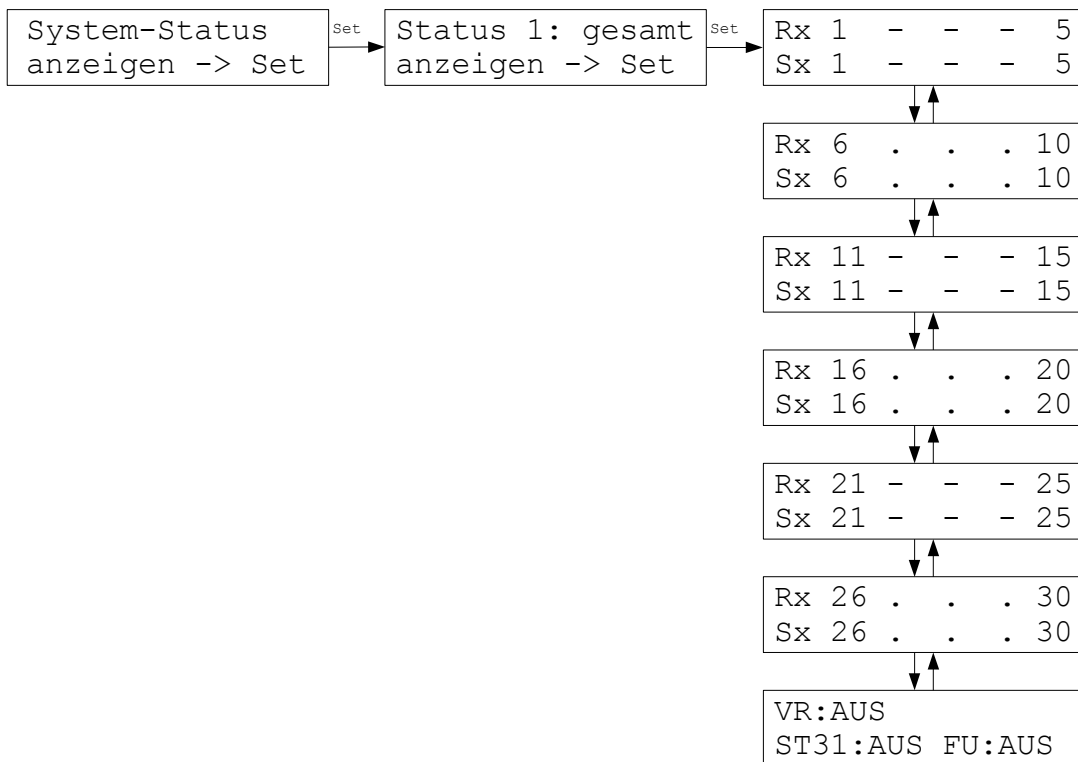 System-Status
anzeigen -> Set
Set
Status 1: gesamt
anzeigen -> Set
Set
Rx 1 - - - 5
Sx 1 - - - 5
Rx 6 . . . 10
Sx 6 . . . 10
Rx 11 - - - 15
Sx 11 - - - 15
Rx 16 . . . 20
Sx 16 . . . 20
Rx 21 - - - 25
Sx 21 - - - 25
Rx 26 . . . 30
Sx 26 . . . 30
VR:AUS
ST31:AUS FU:AUS